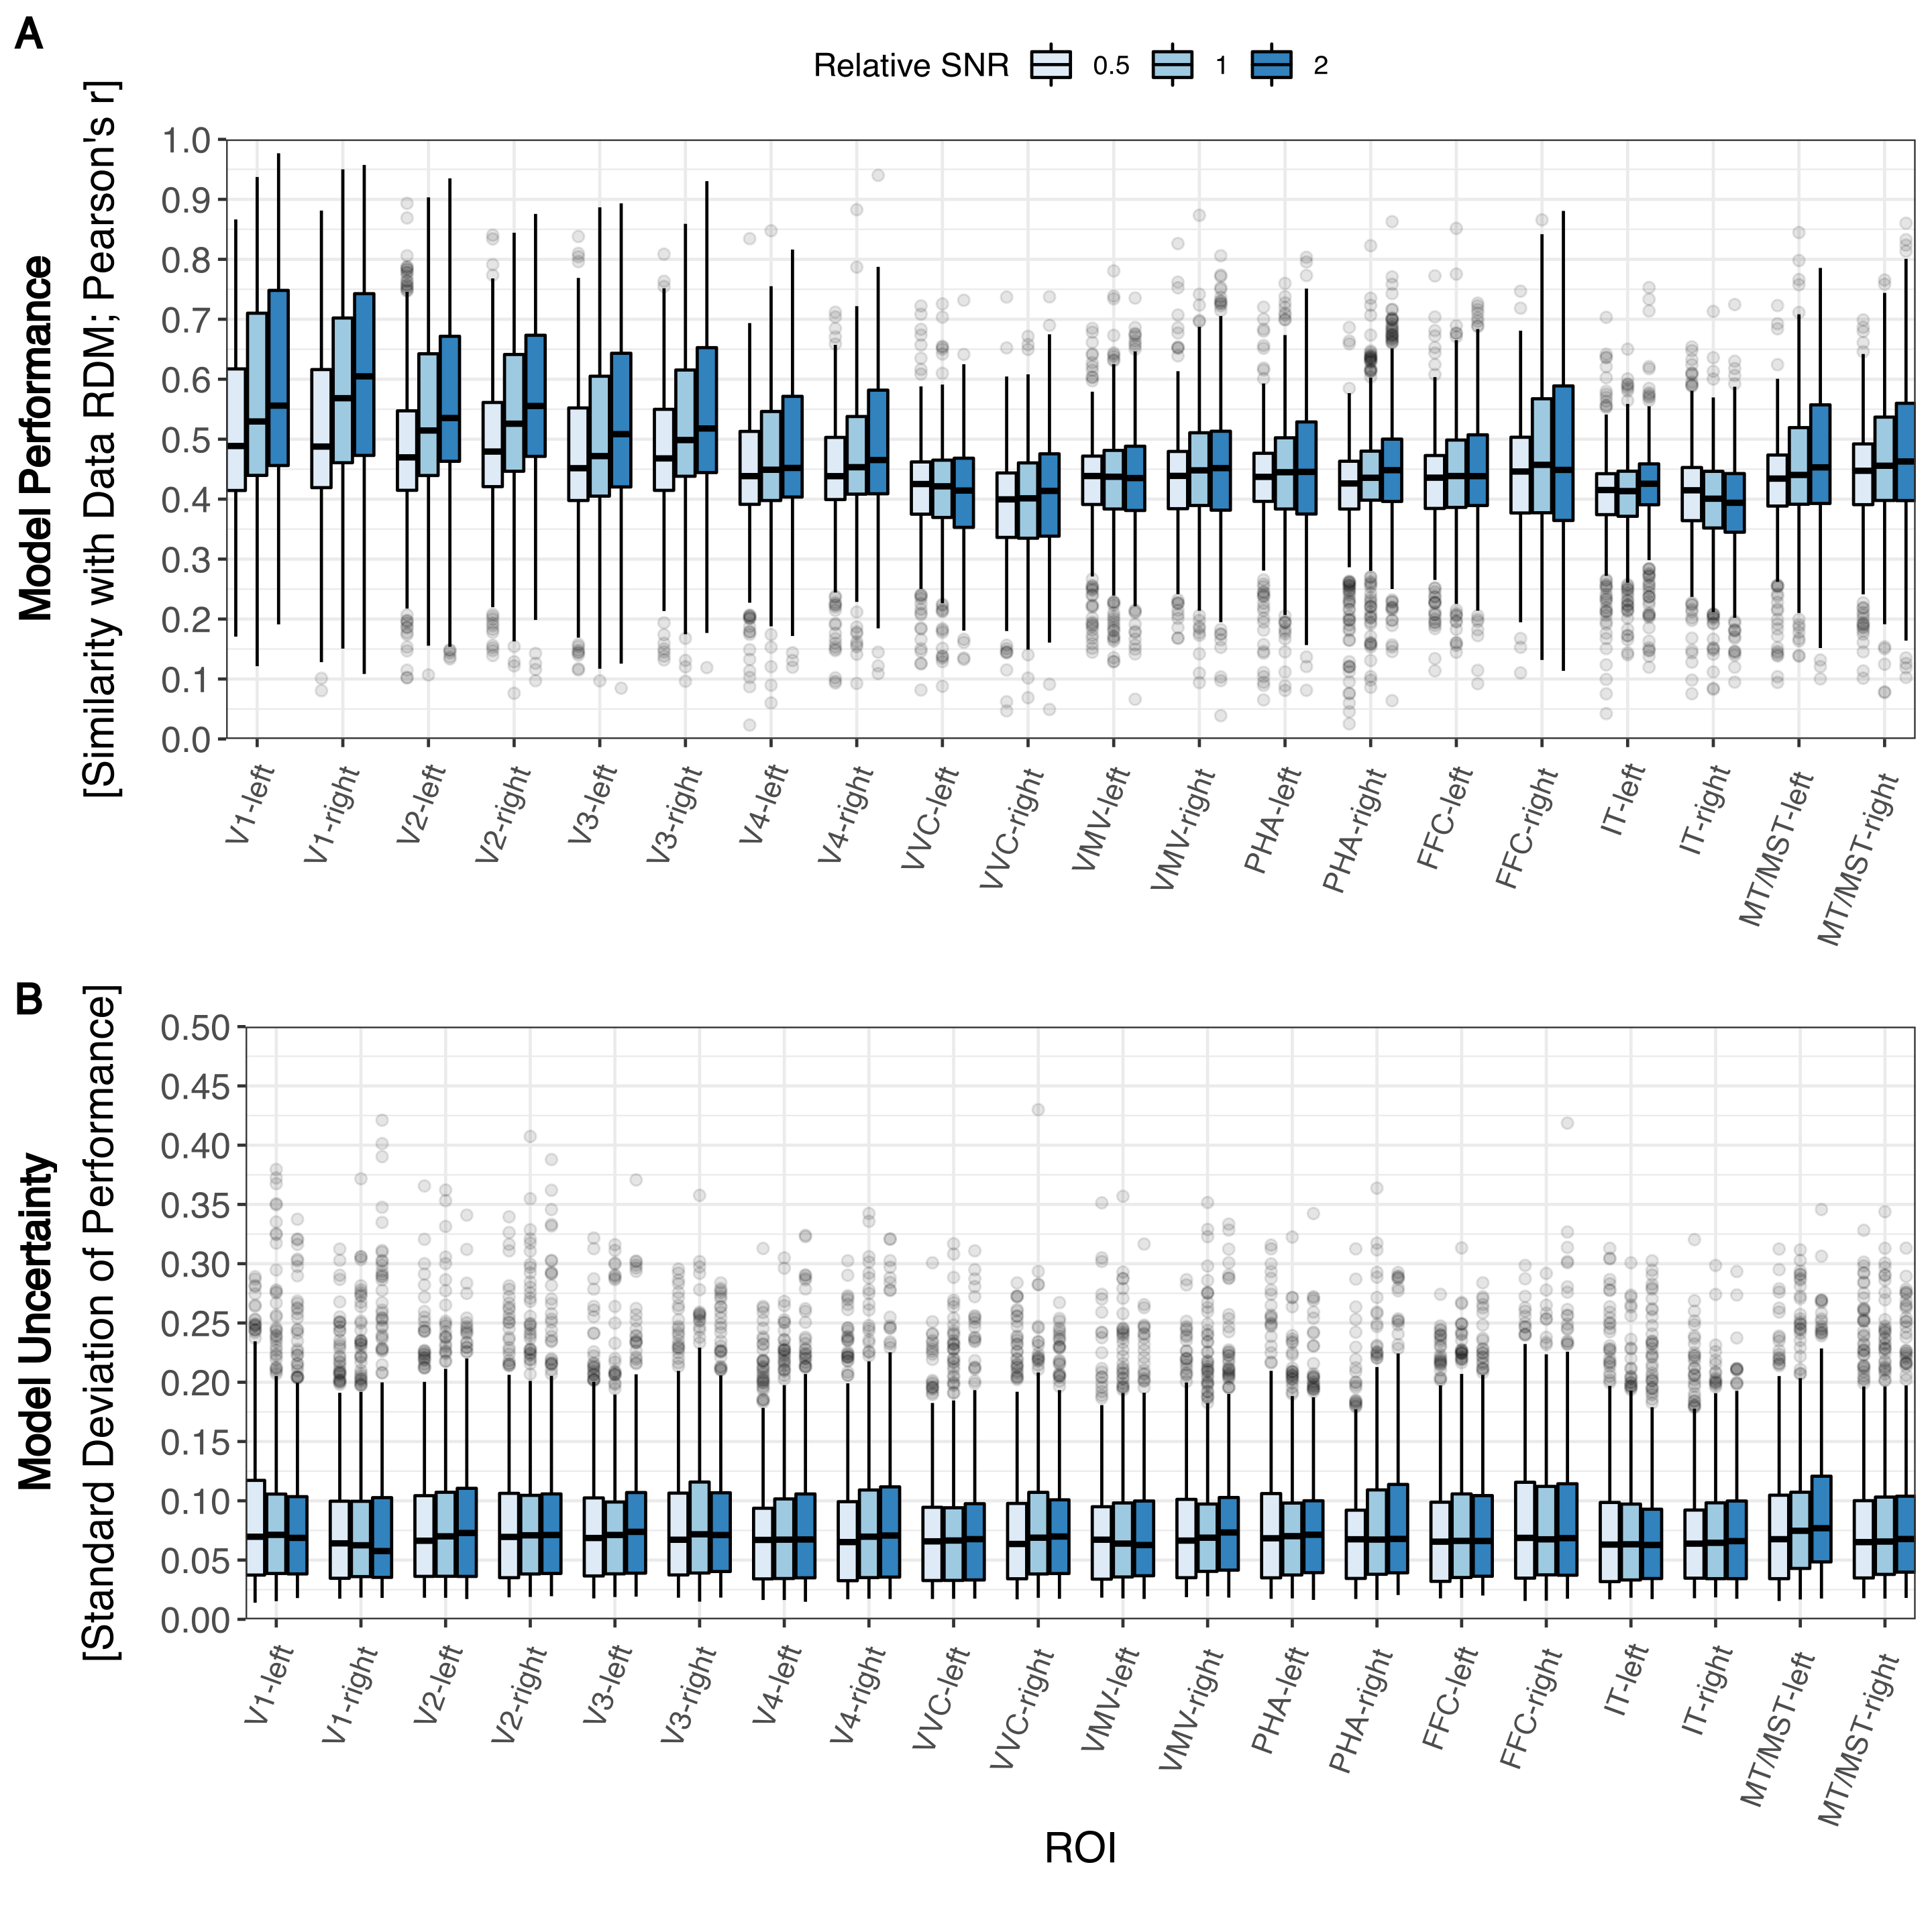 A
Relative SNR 0.5 1 2
Model Performance
[Similarity with Data RDM; Pearson's r]
1.0
0.9
0.8
0.7
0.6
0.5
0.4
0.3
0.2
0.1
0.0
V1-left
V1-right
V2-left
V2-right
V3-left
V3-right
V4-left
V4-right
VVC-left
VVC-right
VMV-left
VMV-right
PHA-left
PHA-right
FFC-left
FFC-right
IT-left
IT-right
MT/MST-left
MT/MST-right
B
Model Uncertainty
[Standard Deviation of Performance]
0.50
0.45
0.40
0.35
0.30
0.25
0.20
0.15
0.10
0.05
0.00
V1-left
V1-right
V2-left
V2-right
V3-left
V3-right
V4-left
V4-right
VVC-left
VVC-right
VMV-left
VMV-right
PHA-left
PHA-right
FFC-left
FFC-right
IT-left
IT-right
MT/MST-left
MT/MST-right
ROI